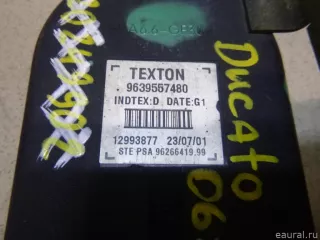 TEXTON
9639557480
INDTEX:D DATE:G1
12993877 23/07/01
STE PSA 96266419.99
Ducato
06
eaural.ru